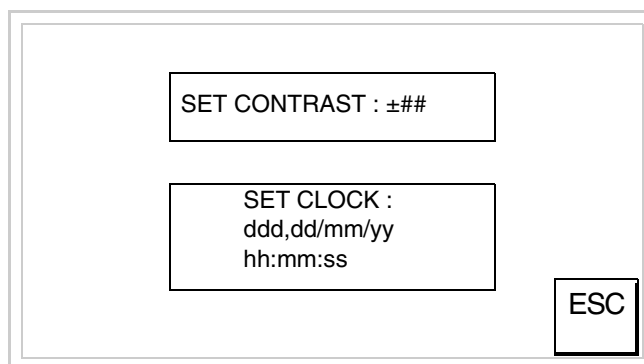 SET CONTRAST : ±##
SET CLOCK :
ddd,dd/mm/yy
hh:mm:ss
ESC